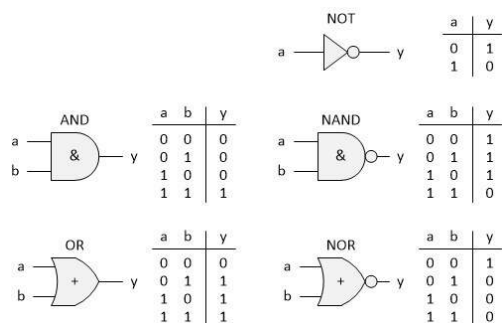 NOT
a y
a y
0 1
1 0
AND
a
b
&
y
a b y
0 0 0
0 1 0
1 0 0
1 1 1
NAND
a
b
&
y
a b y
0 0 1
0 1 1
1 0 1
1 1 0
OR
a
b
+
y
a b y
0 0 0
0 1 1
1 0 1
1 1 1
NOR
a
b
+
y
a b y
0 0 1
0 1 0
1 0 0
1 1 0